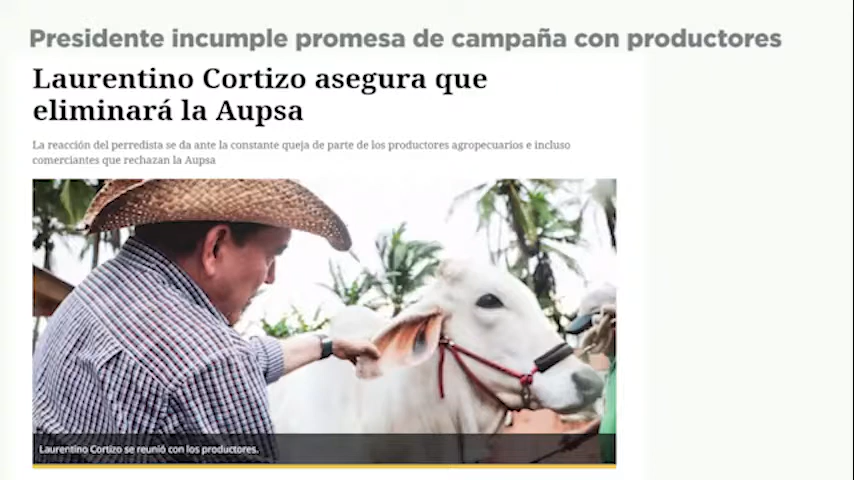 Presidente incumple promesa de campaña con productores
Laurentino Cortizo asegura que
eliminará la Aupsa
La reacción del perredista se da ante la constante queja de parte de los productores agropecuarios e incluso
comerciantes que rechazan la Aupsa
Laurentino Cortizo se reunió con los productores.